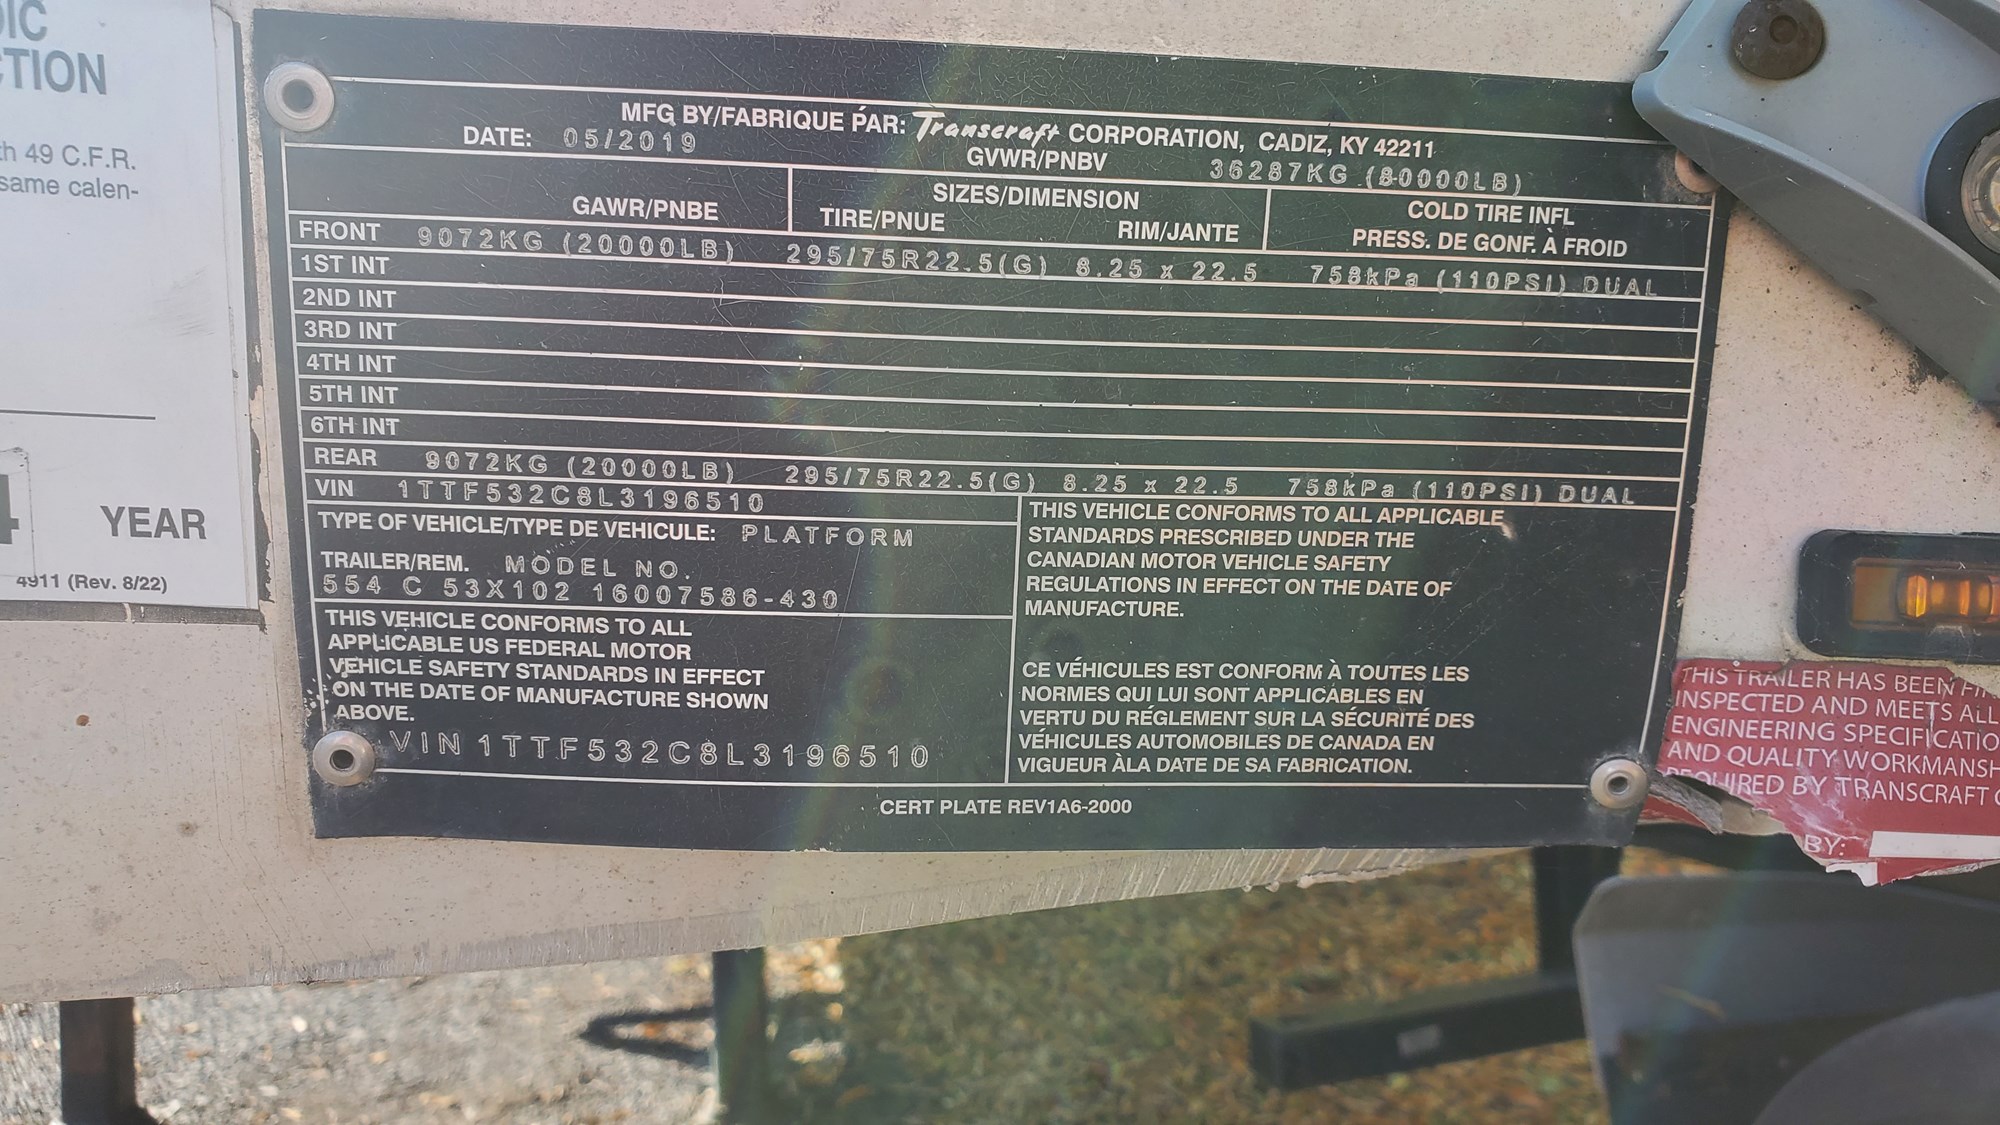 IC
CTION
th 49 C.F.R.
same calen-
4 YEAR
4911 (Rev. 8/22)
MFG BY/FABRIQUE PAR: Transcraft CORPORATION, CADIZ, KY 42211
DATE: 05/2019 GVWR/PNBV 36287KG (80000LB)
GAWR/PNBE SIZES/DIMENSION COLD TIRE INFL
TIRE/PNUE RIM/JANTE PRESS. DE GONF. À FROID
FRONT 9072KG (20000LB) 295/75R22.5(G) 8.25 x 22.5 758kPa (110PSI) DUAL
1ST INT
2ND INT
3RD INT
4TH INT
5TH INT
6TH INT
REAR 9072KG (20000LB) 295/75R22.5(G) 8.25 x 22.5 758kPa (110PSI) DUAL
VIN 1TTF532C8L3196510
TYPE OF VEHICLE/TYPE DE VEHICULE: PLATFORM
TRAILER/REM. MODEL NO.
554 C 53X102 16007586-430
THIS VEHICLE CONFORMS TO ALL
APPLICABLE US FEDERAL MOTOR
VEHICLE SAFETY STANDARDS IN EFFECT
ON THE DATE OF MANUFACTURE SHOWN
ABOVE.
VIN 1TTF532C8L3196510
THIS VEHICLE CONFORMS TO ALL APPLICABLE
STANDARDS PRESCRIBED UNDER THE
CANADIAN MOTOR VEHICLE SAFETY
REGULATIONS IN EFFECT ON THE DATE OF
MANUFACTURE.
CE VÉHICULES EST CONFORM À TOUTES LES
NORMES QUI LUI SONT APPLICABLES EN
VERTU DU RÉGLEMENT SUR LA SÉCURITÉ DES
VÉHICULES AUTOMOBILES DE CANADA EN
VIGUEUR ÀLA DATE DE SA FABRICATION.
CERT PLATE REV1A6-2000
THIS TRAILER HAS BEEN
INSPECTED AND MEETS ALL
ENGINEERING SPECIFICATIO
AND QUALITY WORKMANSH
REQUIRED BY TRANSCRAFT C
BY: